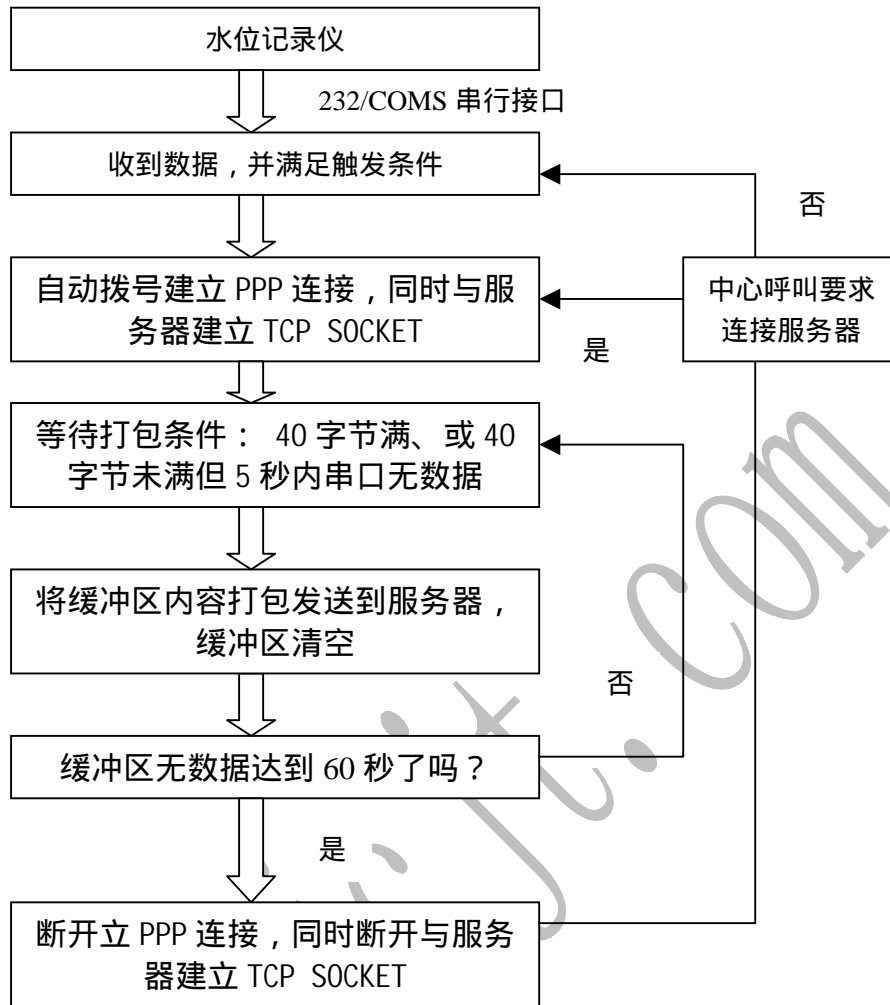 水位记录仪
232/COMS 串行接口
收到数据，并满足触发条件
否
自动拨号建立 PPP 连接，同时与服
务器建立 TCP SOCKET
中心呼叫要求
连接服务器
是
等待打包条件： 40 字节满、或 40
字节未满但 5 秒内串口无数据
将缓冲区内容打包发送到服务器，
缓冲区清空
否
缓冲区无数据达到 60 秒了吗？
是
断开立 PPP 连接，同时断开与服务
器建立 TCP SOCKET
jt.com